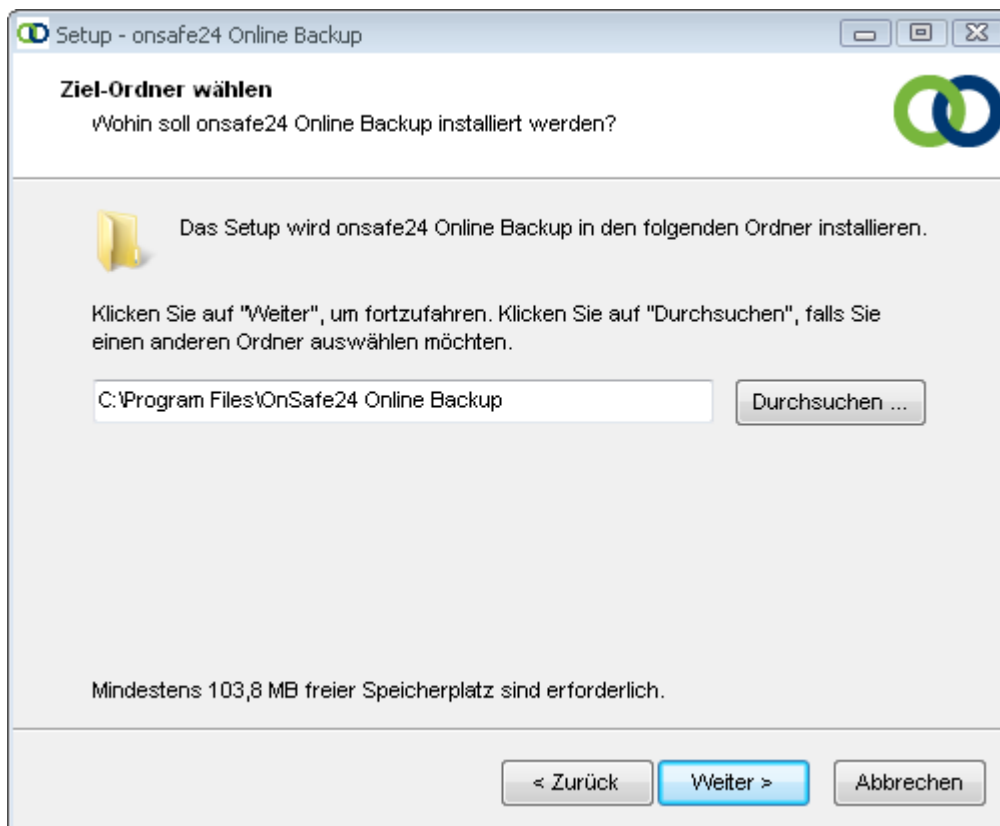 Setup - onsafe24 Online Backup
Ziel-Ordner wählen
Wohin soll onsafe24 Online Backup installiert werden?
Das Setup wird onsafe24 Online Backup in den folgenden Ordner installieren.
Klicken Sie auf "Weiter", um fortzufahren. Klicken Sie auf "Durchsuchen", falls Sie
einen anderen Ordner auswählen möchten.
C:\Program Files\OnSafe24 Online Backup
Durchsuchen ...
Mindestens 103,8 MB freier Speicherplatz sind erforderlich.
< Zurück
Weiter >
Abbrechen